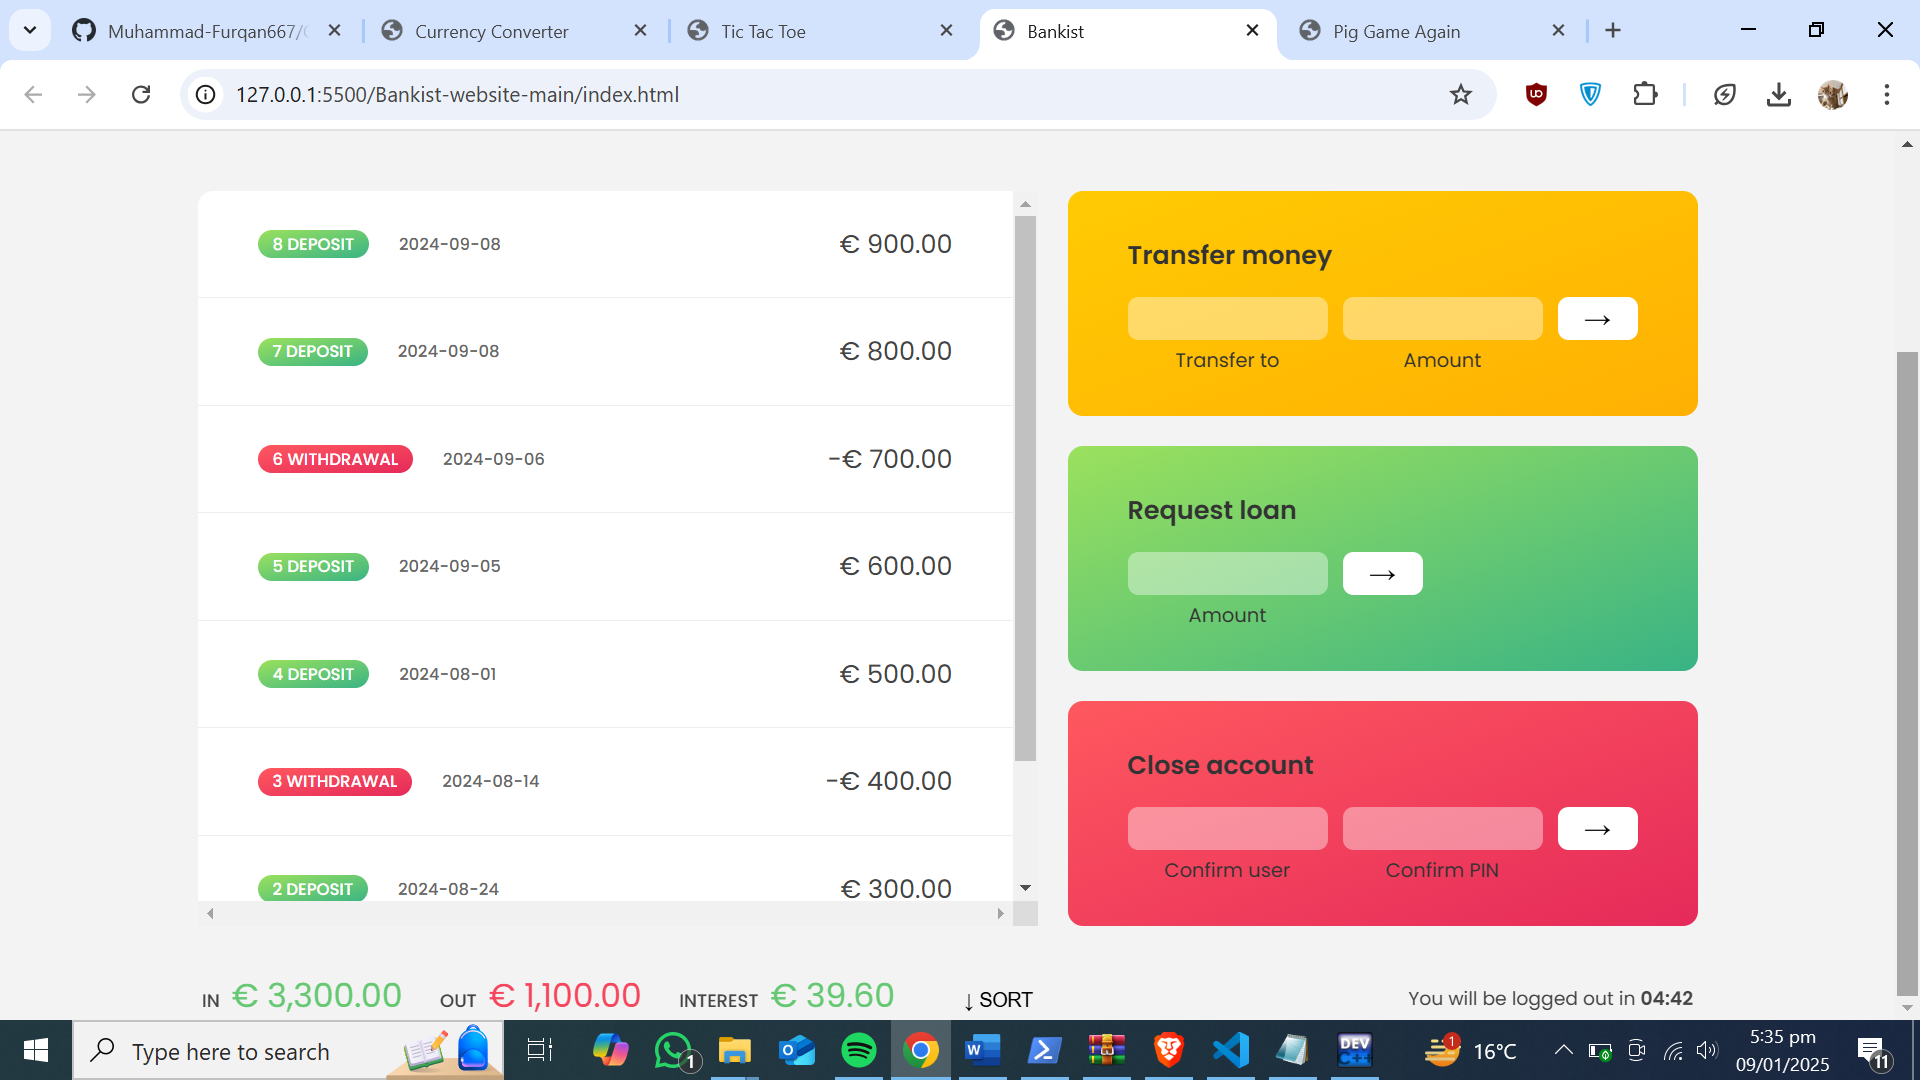 Muhammad-Furqan667/
Currency Converter
Tic Tac Toe
Bankist
Pig Game Again
127.0.0.1:5500/Bankist-website-main/index.html
8 DEPOSIT 2024-09-08 € 900.00
7 DEPOSIT 2024-09-08 € 800.00
6 WITHDRAWAL 2024-09-06 -€ 700.00
5 DEPOSIT 2024-09-05 € 600.00
4 DEPOSIT 2024-08-01 € 500.00
3 WITHDRAWAL 2024-08-14 -€ 400.00
2 DEPOSIT 2024-08-24 € 300.00
Transfer money
→
Transfer to Amount
Request loan
→
Amount
Close account
→
Confirm user Confirm PIN
IN € 3,300.00 OUT € 1,100.00 INTEREST € 39.60 ↓ SORT
You will be logged out in 04:42
Type here to search
1
W
DEV
C++
1
16°C
5:35 pm
09/01/2025
11